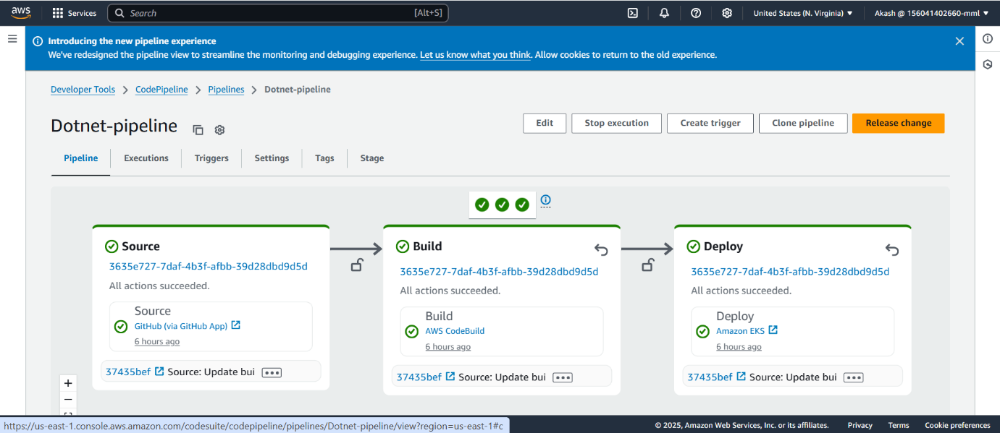 aws Services Search [Alt+S] United States (N. Virginia) ▼ Akash @ 156041402660-mml ▼
Introducing the new pipeline experience
We've redesigned the pipeline view to streamline the monitoring and debugging experience. Let us know what you think. Allow cookies to return to the old experience.
Developer Tools > CodePipeline > Pipelines > Dotnet-pipeline
Dotnet-pipeline
Edit Stop execution Create trigger Clone pipeline Release change
Pipeline Executions Triggers Settings Tags Stage
Source
3635e727-7daf-4b3f-afbb-39d28dbd9d5d
All actions succeeded.
Source
GitHub (via GitHub App)
6 hours ago
37435bef Source: Update bui
Build
3635e727-7daf-4b3f-afbb-39d28dbd9d5d
All actions succeeded.
Build
AWS CodeBuild
6 hours ago
37435bef Source: Update bui
Deploy
3635e727-7daf-4b3f-afbb-39d28dbd9d5d
All actions succeeded.
Deploy
Amazon EKS
6 hours ago
37435bef Source: Update bui
https://us-east-1.console.aws.amazon.com/codesuite/codepipeline/pipelines/Dotnet-pipeline/view?region=us-east-1#c
© 2025, Amazon Web Services, Inc. or its affiliates. Privacy Terms Cookie preferences